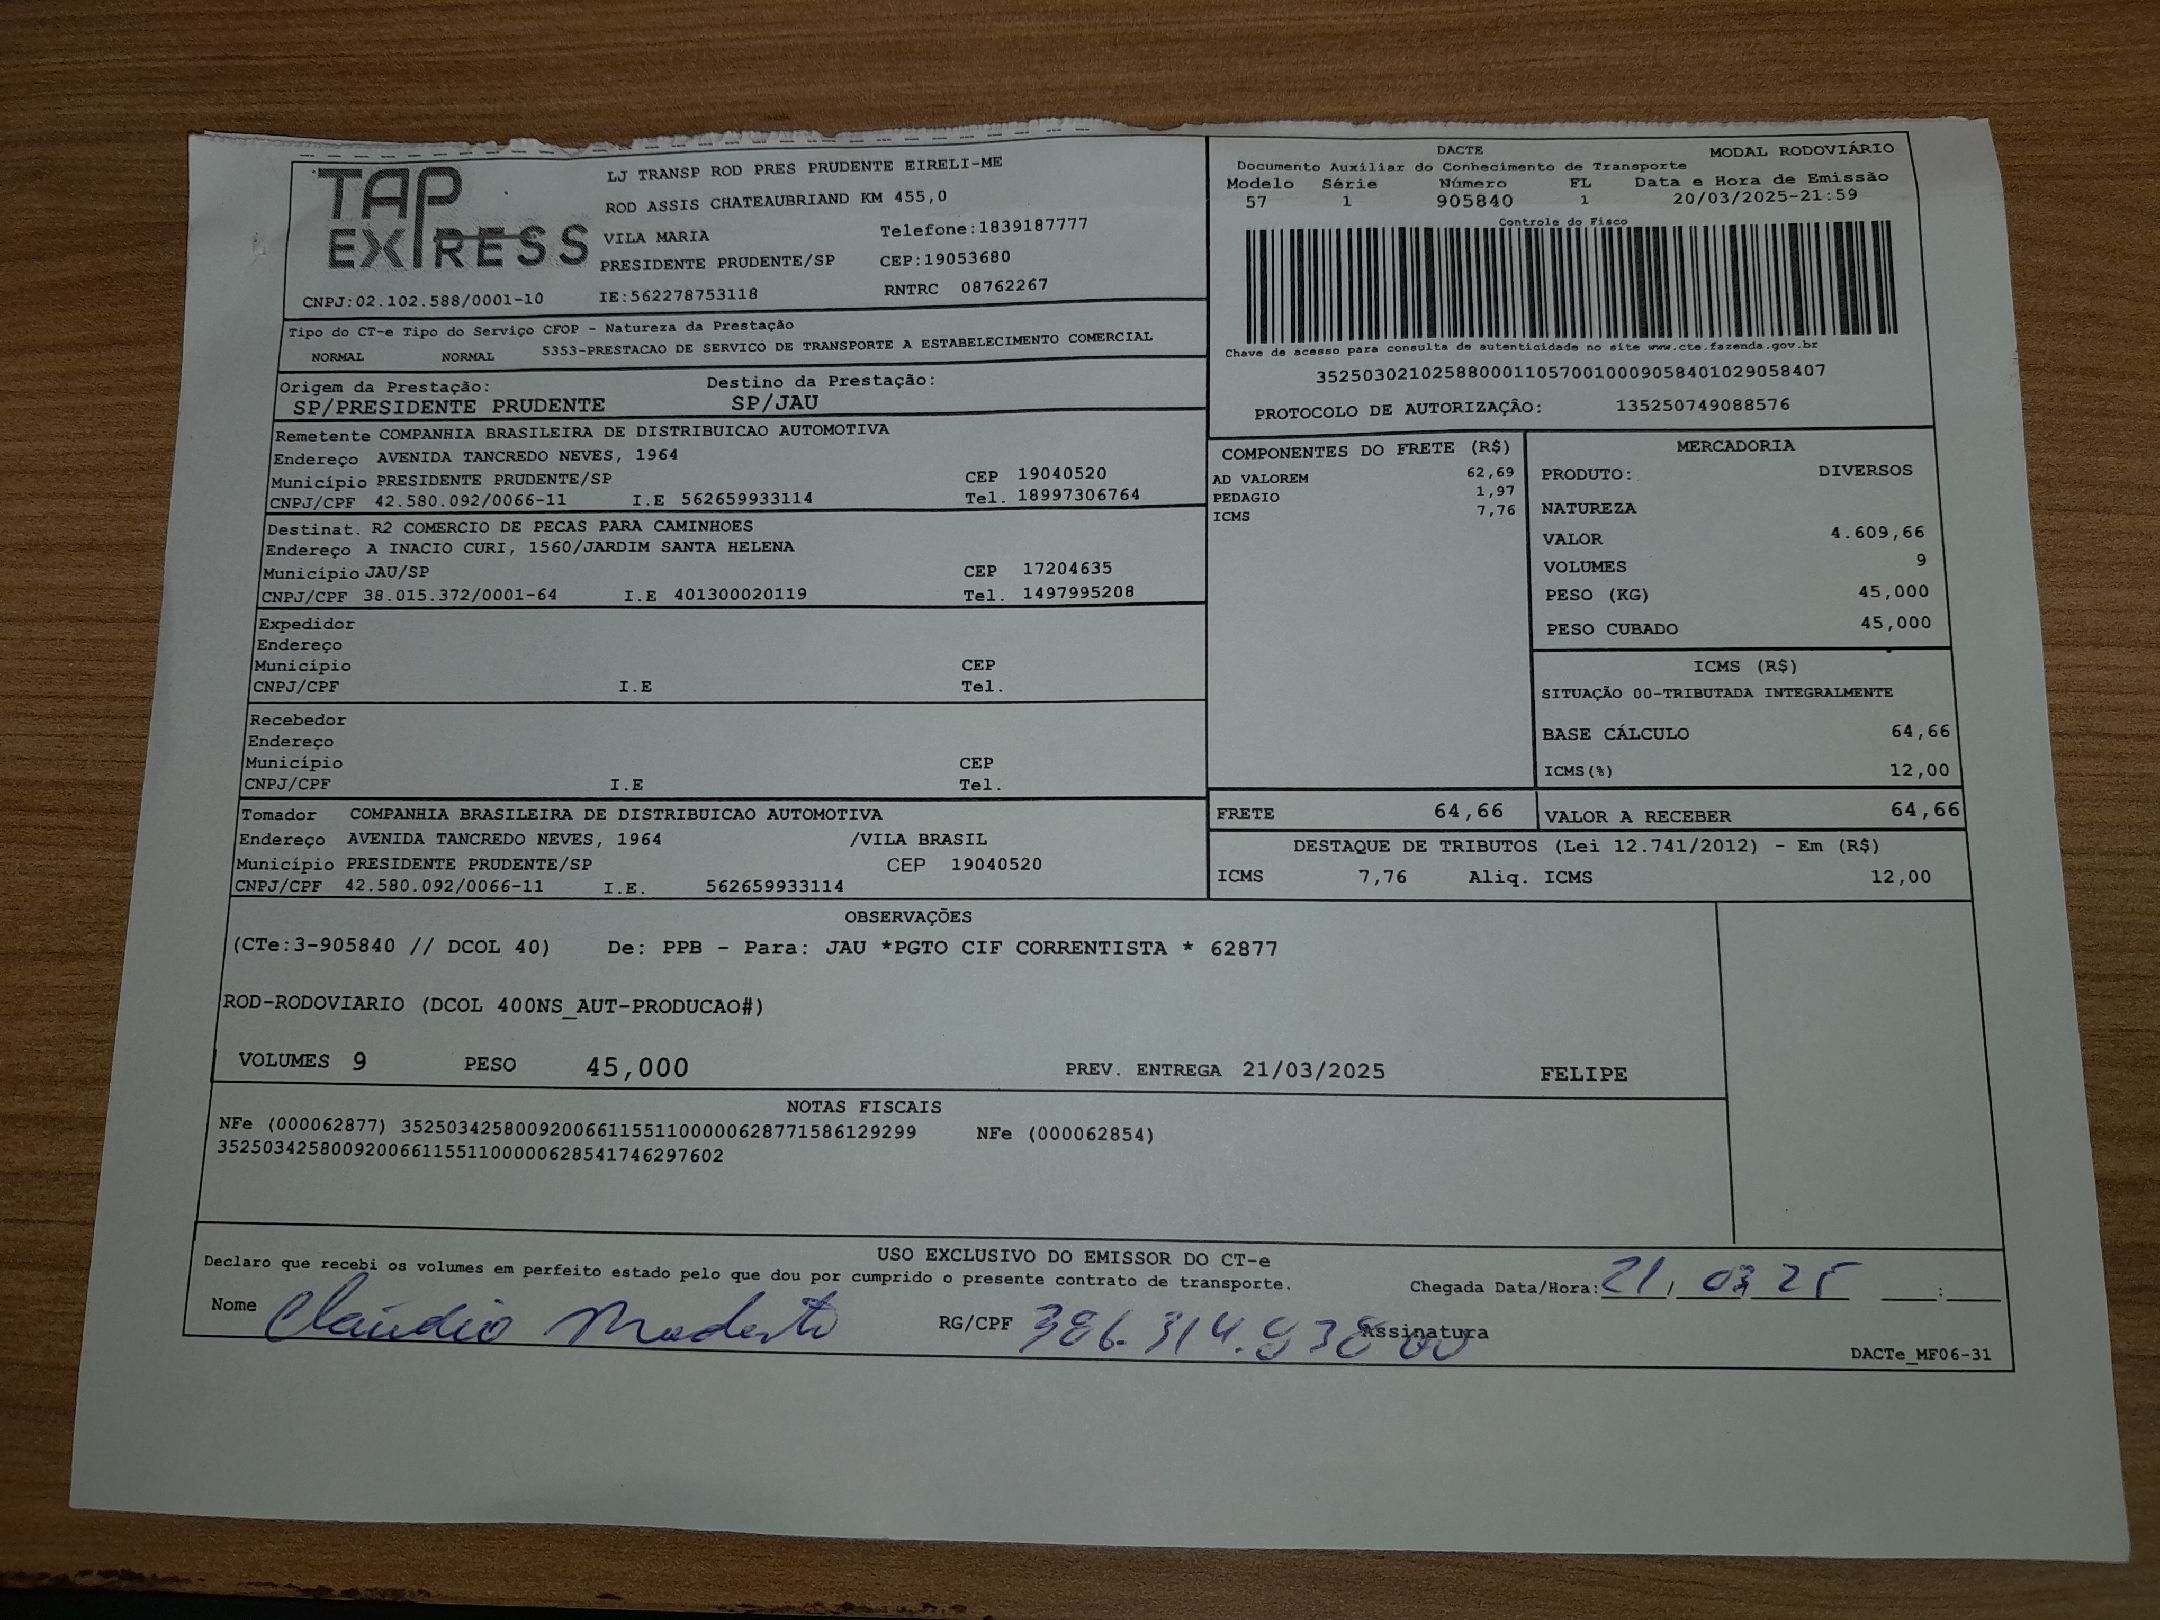 TAP
EXPRESS
LJ TRANSP ROD PRES PRUDENTE EIRELI-ME
ROD ASSIS CHATEAUBRIAND KM 455,0
VILA MARIA Telefone:1839187777
PRESIDENTE PRUDENTE/SP CEP:19053680
CNPJ:02.102.588/0001-10 IE:562278753118 RNTRC 08762267
DACTE MODAL RODOVIÁRIO
Documento Auxiliar do Conhecimento de Transporte
Modelo Série Número FL Data e Hora de Emissão
57 1 905840 1 20/03/2025-21:59
Controle do Fisco
Chave de acesso para consulta de autenticidade no site www.cte.fazenda.gov.br
35250302102588000110570010009058401029058407
PROTOCOLO DE AUTORIZAÇÃO: 135250749088576
Tipo do CT-e Tipo do Serviço CFOP - Natureza da Prestação
NORMAL NORMAL 5353-PRESTACAO DE SERVICO DE TRANSPORTE A ESTABELECIMENTO COMERCIAL
Origem da Prestação: Destino da Prestação:
SP/PRESIDENTE PRUDENTE SP/JAU
Remetente COMPANHIA BRASILEIRA DE DISTRIBUICAO AUTOMOTIVA
Endereço AVENIDA TANCREDO NEVES, 1964
Município PRESIDENTE PRUDENTE/SP CEP 19040520
CNPJ/CPF 42.580.092/0066-11 I.E 562659933114 Tel. 18997306764
Destinat. R2 COMERCIO DE PECAS PARA CAMINHOES
Endereço A INACIO CURI, 1560/JARDIM SANTA HELENA
Município JAU/SP CEP 17204635
CNPJ/CPF 38.015.372/0001-64 I.E 401300020119 Tel. 1497995208
Expedidor
Endereço
Município CEP
CNPJ/CPF I.E Tel.
Recebedor
Endereço
Município CEP
CNPJ/CPF I.E Tel.
Tomador COMPANHIA BRASILEIRA DE DISTRIBUICAO AUTOMOTIVA
Endereço AVENIDA TANCREDO NEVES, 1964 /VILA BRASIL
Município PRESIDENTE PRUDENTE/SP CEP 19040520
CNPJ/CPF 42.580.092/0066-11 I.E. 562659933114
COMPONENTES DO FRETE (R$)
AD VALOREM 62,69
PEDAGIO 1,97
ICMS 7,76
MERCADORIA
PRODUTO: DIVERSOS
NATUREZA
VALOR 4.609,66
VOLUMES 9
PESO (KG) 45,000
PESO CUBADO 45,000
ICMS (R$)
SITUAÇÃO 00-TRIBUTADA INTEGRALMENTE
BASE CÁLCULO 64,66
ICMS(%) 12,00
FRETE 64,66 VALOR A RECEBER 64,66
DESTAQUE DE TRIBUTOS (Lei 12.741/2012) - Em (R$)
ICMS 7,76 Aliq. ICMS 12,00
OBSERVAÇÕES
(CTe:3-905840 // DCOL 40) De: PPB - Para: JAU *PGTO CIF CORRENTISTA * 62877
ROD-RODOVIARIO (DCOL 400NS_AUT-PRODUCAO#)
VOLUMES 9 PESO 45,000 PREV. ENTREGA 21/03/2025 FELIPE
NOTAS FISCAIS
NFe (000062877) 35250342580092006611551100000628771586129299 NFe (000062854)
35250342580092006611551100000628541746297602
USO EXCLUSIVO DO EMISSOR DO CT-e
Declaro que recebi os volumes em perfeito estado pelo que dou por cumprido o presente contrato de transporte. Chegada Data/Hora: 21, 03, 25 :
Nome Claúdio Modesto RG/CPF 386.314.838 00 Assinatura
DACTe_MF06-31